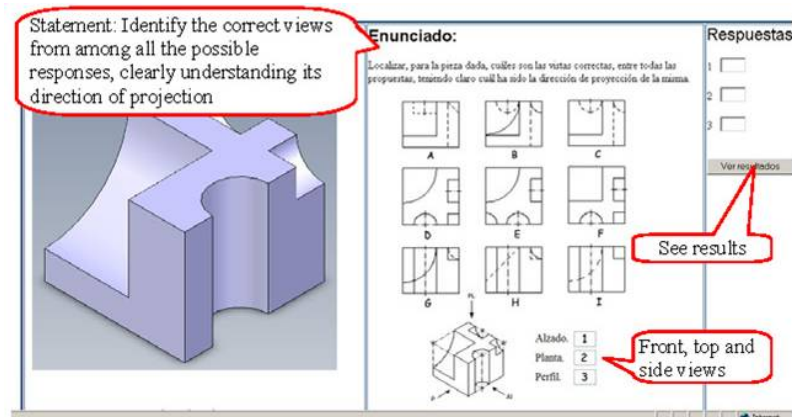 Statement: Identify the correct views
from among all the possible
responses, clearly understanding its
direction of projection
Enunciado:
Localizar, para la pieza dada, cuáles son las vistas correctas, entre todas las
propuestas, teniendo claro cuál ha sido la dirección de proyección de la misma.
A B C
D E F
G H I
Alzado. 1
Planta. 2
Perfil. 3
Front, top and
side views
Respuestas
1
2
3
Ver resultados
See results
Internet